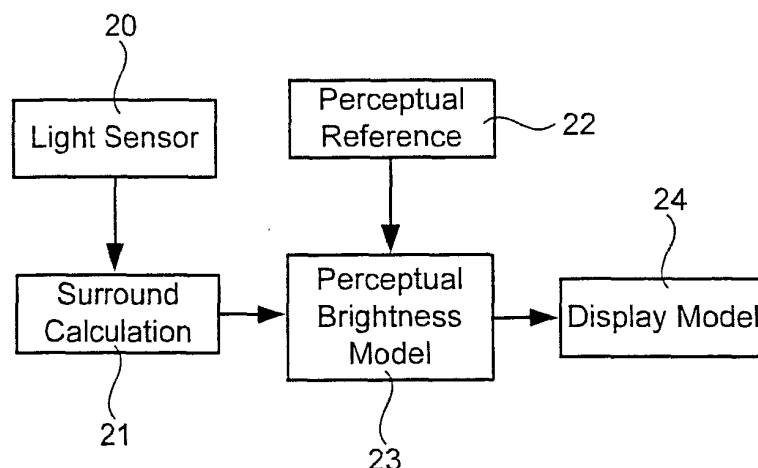 20
Light Sensor
Perceptual
Reference
22
24
Surround
Calculation
Perceptual
Brightness
Model
Display Model
21
23